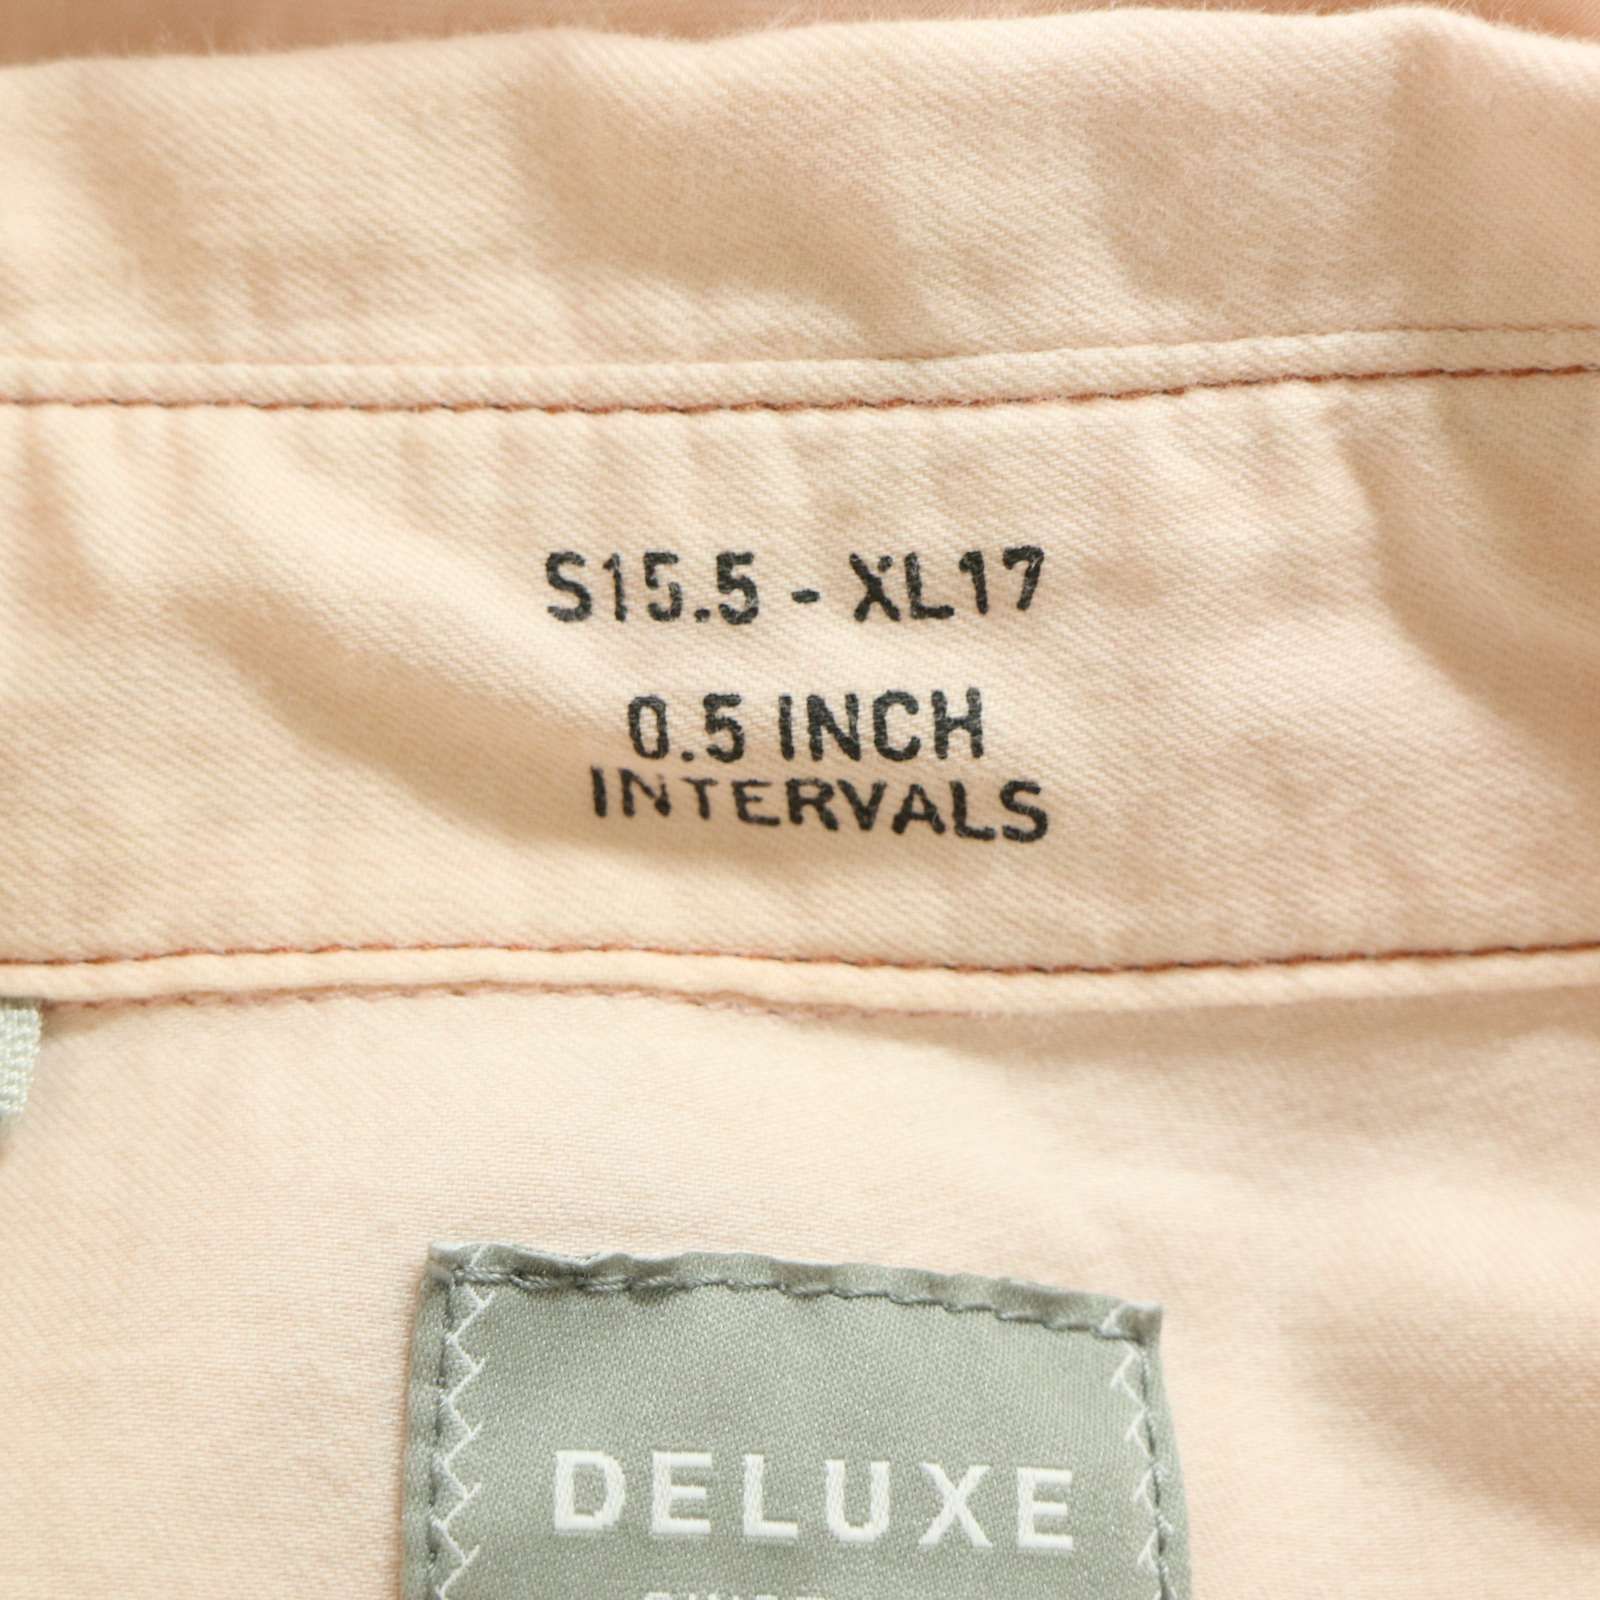 S15.5 - XL17
0.5 INCH
INTERVALS
DELUXE